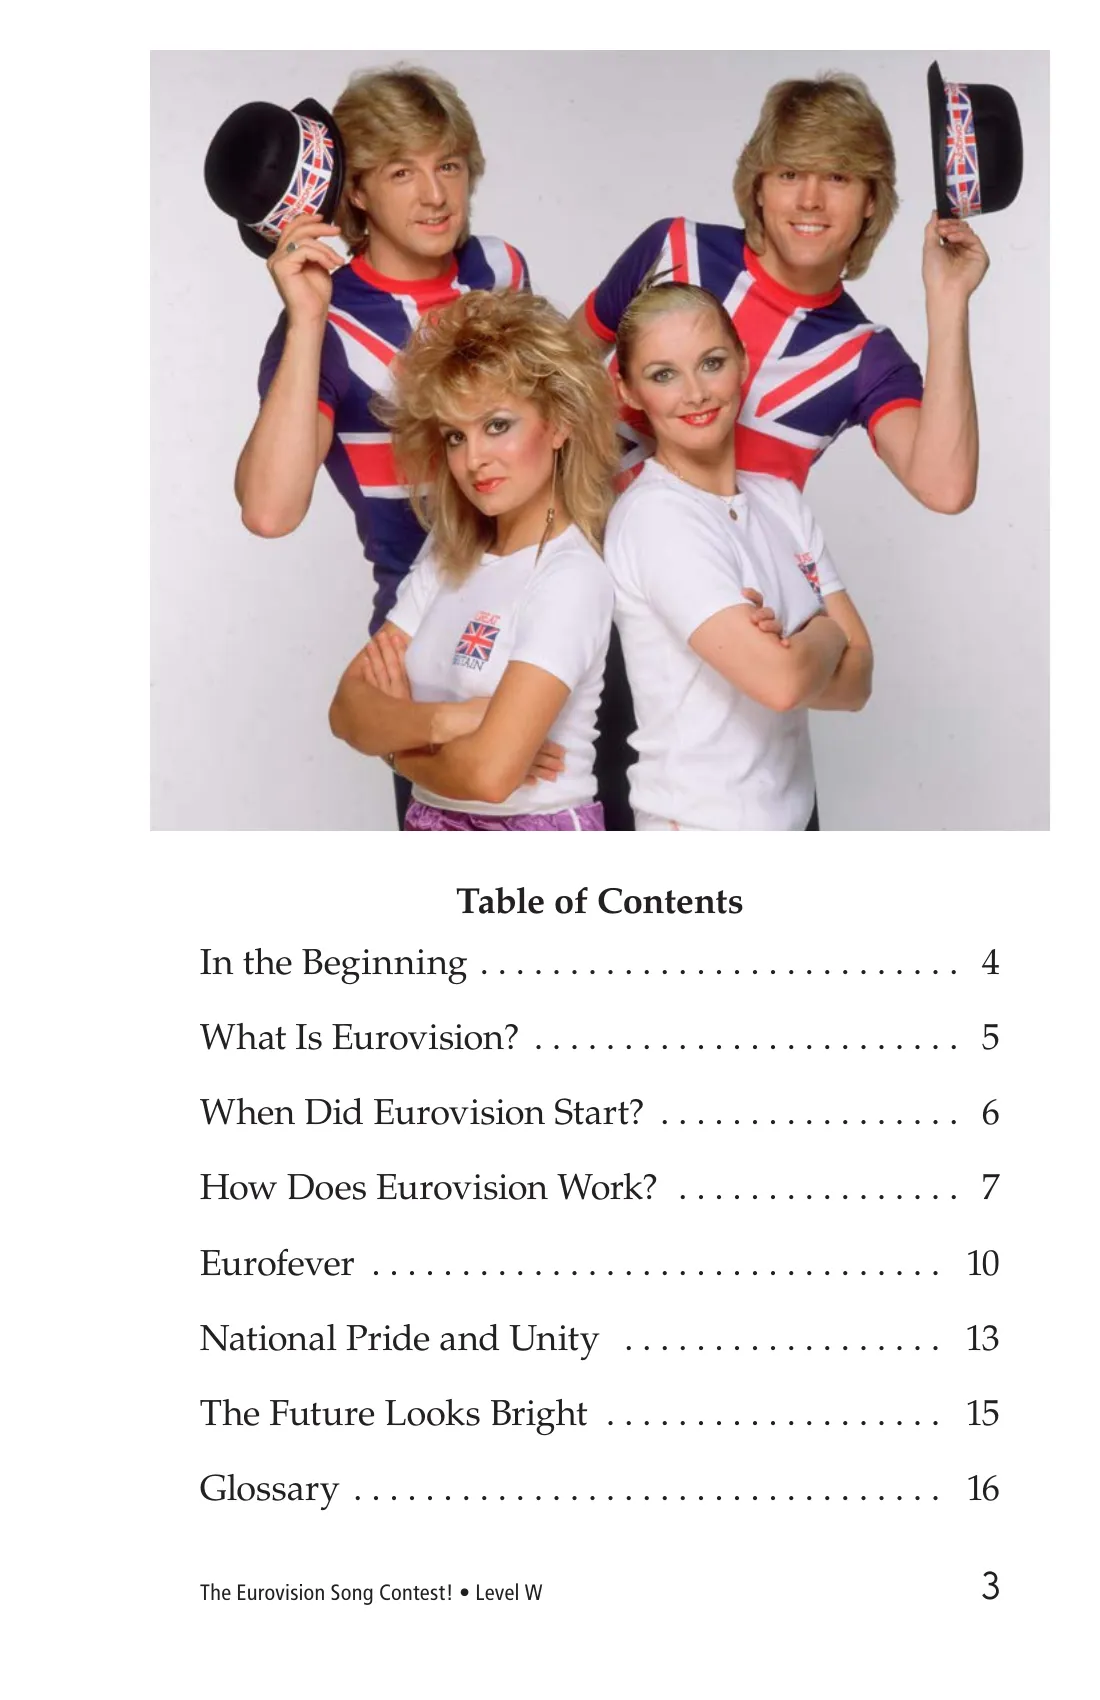 GREAT
BRITAIN
Table of Contents
In the Beginning . . . . . . . . . . . . . . . . . . . . . . . . . . . 4
What Is Eurovision? . . . . . . . . . . . . . . . . . . . . . . . . 5
When Did Eurovision Start? . . . . . . . . . . . . . . . . . 6
How Does Eurovision Work? . . . . . . . . . . . . . . . . 7
Eurofever . . . . . . . . . . . . . . . . . . . . . . . . . . . . . . . . 10
National Pride and Unity . . . . . . . . . . . . . . . . . . 13
The Future Looks Bright . . . . . . . . . . . . . . . . . . . 15
Glossary . . . . . . . . . . . . . . . . . . . . . . . . . . . . . . . . . 16
The Eurovision Song Contest! • Level W 3